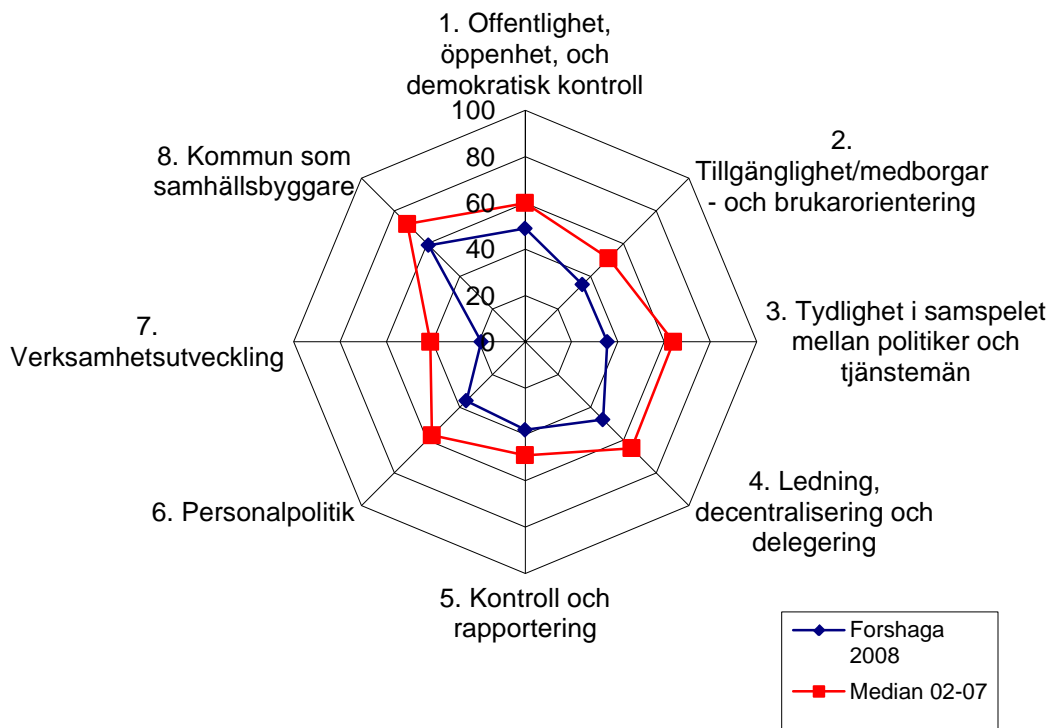 1. Offentlighet,
öppenhet, och
demokratisk kontroll
100
80
60
40
20
0
2.
Tillgänglighet/medborgar
- och brukarorientering
3. Tydlighet i samspelet
mellan politiker och
tjänstemän
4. Ledning,
decentralisering och
delegering
5. Kontroll och
rapportering
6. Personalpolitik
7.
Verksamhetsutveckling
8. Kommun som
samhällsbyggare
Forshaga
2008
Median 02-07